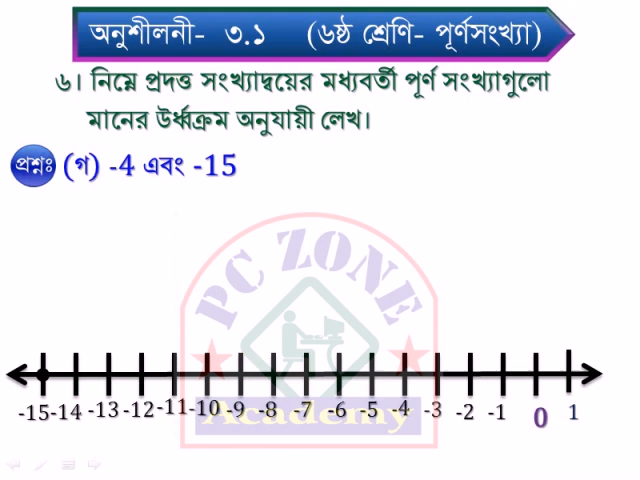 অনুশীলনী- ৩.১ (৬ষ্ঠ শ্রেণি- পূর্ণসংখ্যা)
৬। নিম্নে প্রদত্ত সংখ্যাদ্বয়ের মধ্যবর্তী পূর্ণ সংখ্যাগুলো
মানের উর্ধ্বক্রম অনুযায়ী লেখ।
প্রশ্নঃ (গ) -4 এবং -15
PC ZONE
-15 -14 -13 -12 -11 -10 -9 -8 -7 -6 -5 -4 -3 -2 -1 0 1
Academy